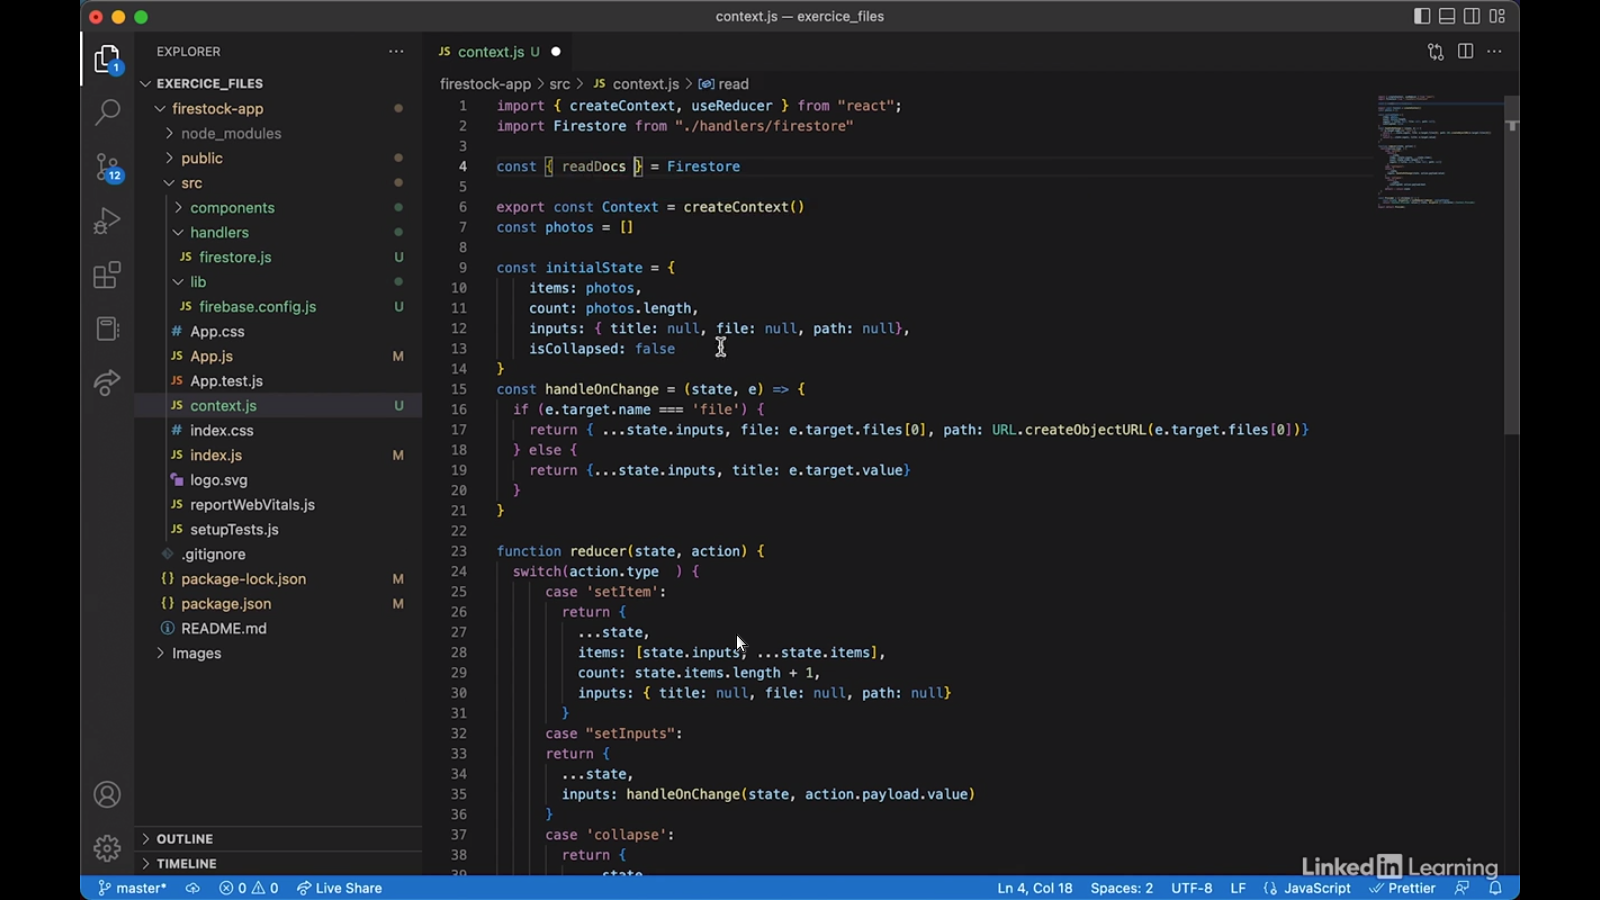 context.js — exercice_files
EXPLORER
1
EXERCICE_FILES
firestock-app
node_modules
public
12
src
components
handlers
JS firestore.js U
lib
JS firebase.config.js U
# App.css
JS App.js M
JS App.test.js
JS context.js U
# index.css
JS index.js M
logo.svg
JS reportWebVitals.js
JS setupTests.js
.gitignore
{} package-lock.json M
{} package.json M
README.md
Images
OUTLINE
TIMELINE
JS context.js U
firestock-app > src > JS context.js > read
1 import { createContext, useReducer } from "react";
2 import Firestore from "./handlers/firestore"
3
4 const { readDocs } = Firestore
5
6 export const Context = createContext()
7 const photos = []
8
9 const initialState = {
10 items: photos,
11 count: photos.length,
12 inputs: { title: null, file: null, path: null},
13 isCollapsed: false
14 }
15 const handleOnChange = (state, e) => {
16 if (e.target.name === 'file') {
17 return { ...state.inputs, file: e.target.files[0], path: URL.createObjectURL(e.target.files[0])}
18 } else {
19 return {...state.inputs, title: e.target.value}
20 }
21 }
22
23 function reducer(state, action) {
24 switch(action.type ) {
25 case 'setItem':
26 return {
27 ...state,
28 items: [state.inputs, ...state.items],
29 count: state.items.length + 1,
30 inputs: { title: null, file: null, path: null}
31 }
32 case "setInputs":
33 return {
34 ...state,
35 inputs: handleOnChange(state, action.payload.value)
36 }
37 case 'collapse':
38 return {
39 ...state,
LinkedIn Learning
master* 0 0 Live Share
Ln 4, Col 18 Spaces: 2 UTF-8 LF {} JavaScript Prettier